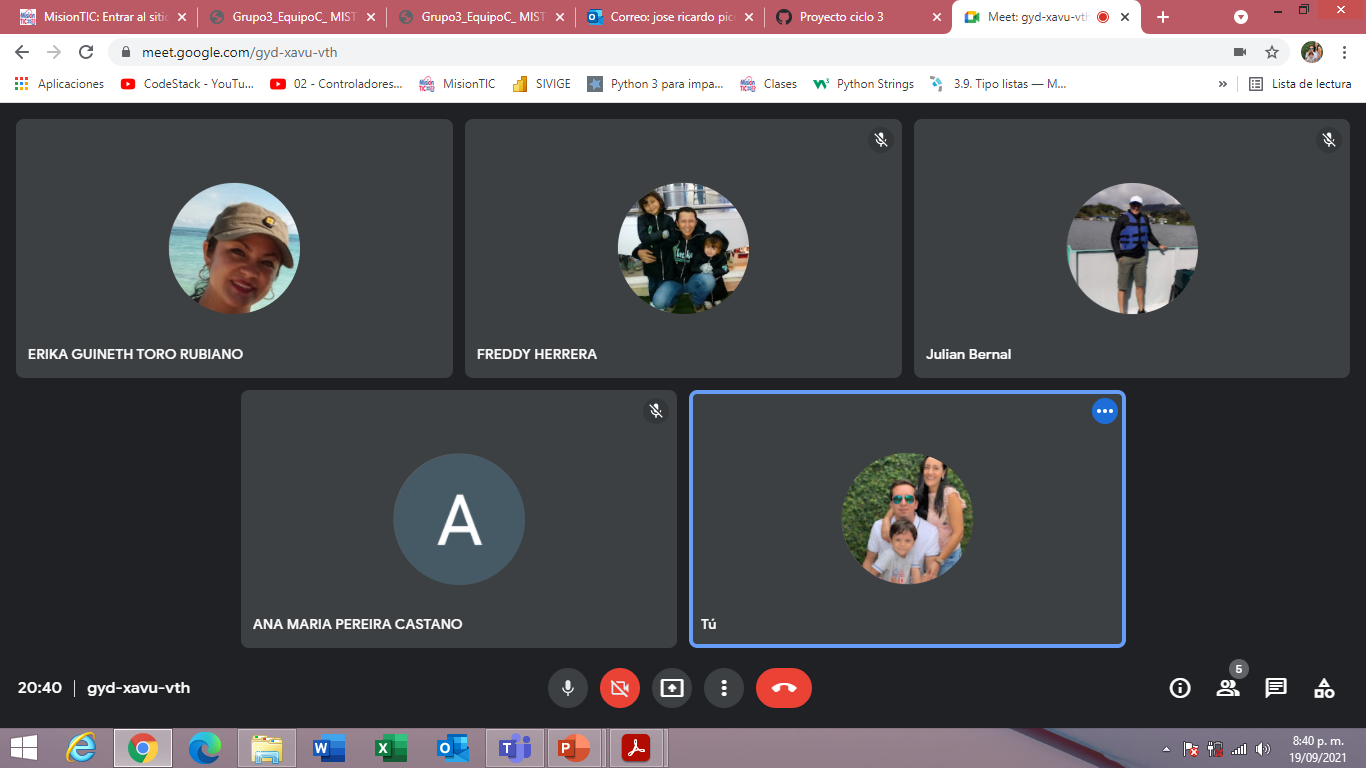 MisionTIC: Entrar al sitio
Grupo3_EquipoC_ MIST
Grupo3_EquipoC_ MIST
Correo: jose ricardo pic
Proyecto ciclo 3
Meet: gyd-xavu-vth
meet.google.com/gyd-xavu-vth
Aplicaciones
CodeStack - YouTu...
02 - Controladores...
MisionTIC
SIVIGE
Python 3 para impa...
Clases
Python Strings
3.9. Tipo listas — M...
»
Lista de lectura
ERIKA GUINETH TORO RUBIANO
FREDDY HERRERA
Julian Bernal
A
ANA MARIA PEREIRA CASTANO
Tú
20:40 | gyd-xavu-vth
5
8:40 p. m.
19/09/2021